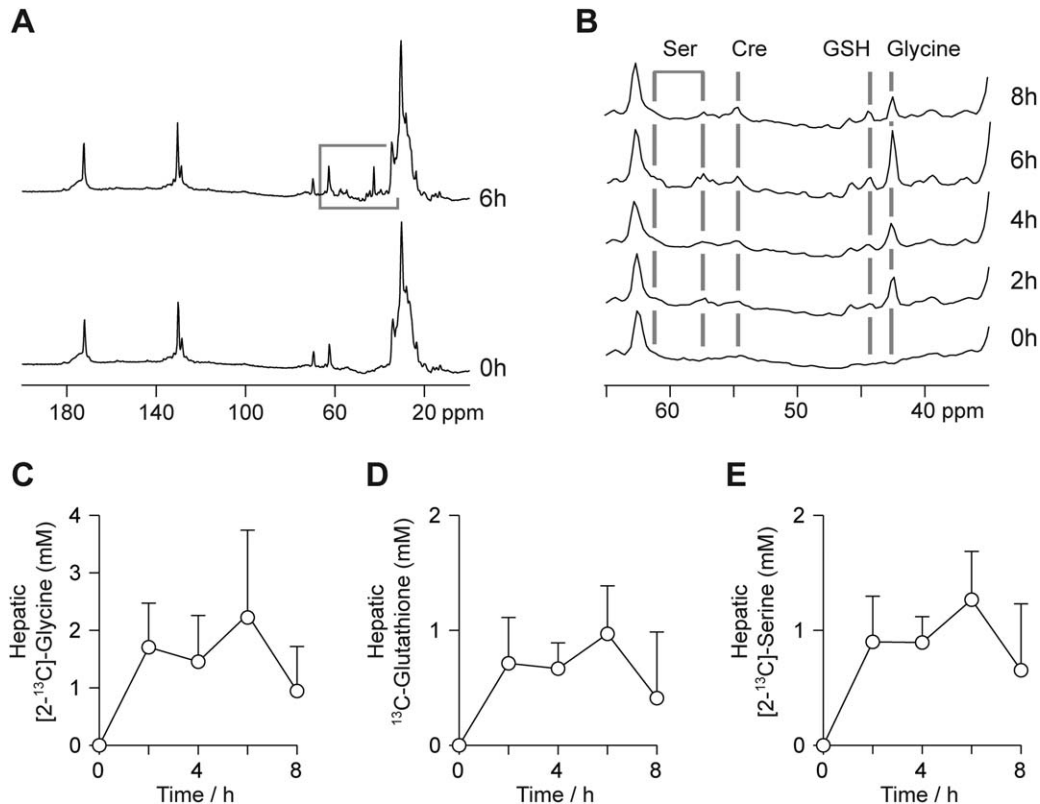 A
6h
0h
180 140 100 60 20 ppm
B
Ser Cre GSH Glycine
8h
6h
4h
2h
0h
60 50 40 ppm
C
Hepatic
[2-¹³C]-Glycine (mM)
4
3
2
1
0
0 4 8
Time / h
D
Hepatic
¹³C-Glutathione (mM)
2
1
0
0 4 8
Time / h
E
Hepatic
[2-¹³C]-Serine (mM)
2
1
0
0 4 8
Time / h